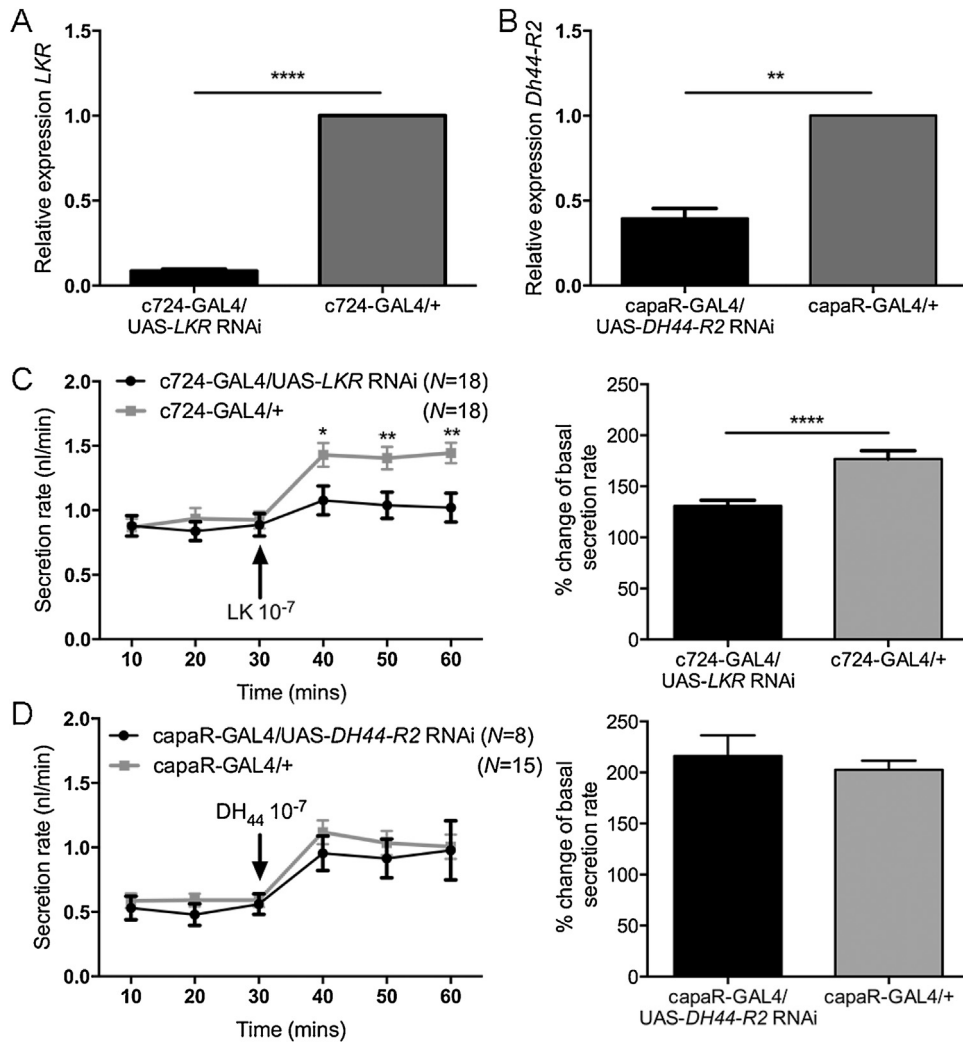 A
Relative expression LKR
****
1.0
0.5
0.0
c724-GAL4/
UAS-LKR RNAi
c724-GAL4/+
B
Relative expression Dh44-R2
**
1.0
0.5
0.0
capaR-GAL4/
UAS-DH44-R2 RNAi
capaR-GAL4/+
C
c724-GAL4/UAS-LKR RNAi (N=18)
c724-GAL4/+ (N=18)
Secretion rate (nl/min)
2.0
1.5
1.0
0.5
0.0
* ** **
LK 10-7
10 20 30 40 50 60
Time (mins)
% change of basal
secretion rate
250
200
150
100
50
0
****
c724-GAL4/
UAS-LKR RNAi
c724-GAL4/+
D
capaR-GAL4/UAS-DH44-R2 RNAi (N=8)
capaR-GAL4/+ (N=15)
Secretion rate (nl/min)
2.0
1.5
1.0
0.5
0.0
DH44 10-7
10 20 30 40 50 60
Time (mins)
% change of basal
secretion rate
250
200
150
100
50
0
capaR-GAL4/
UAS-DH44-R2 RNAi
capaR-GAL4/+